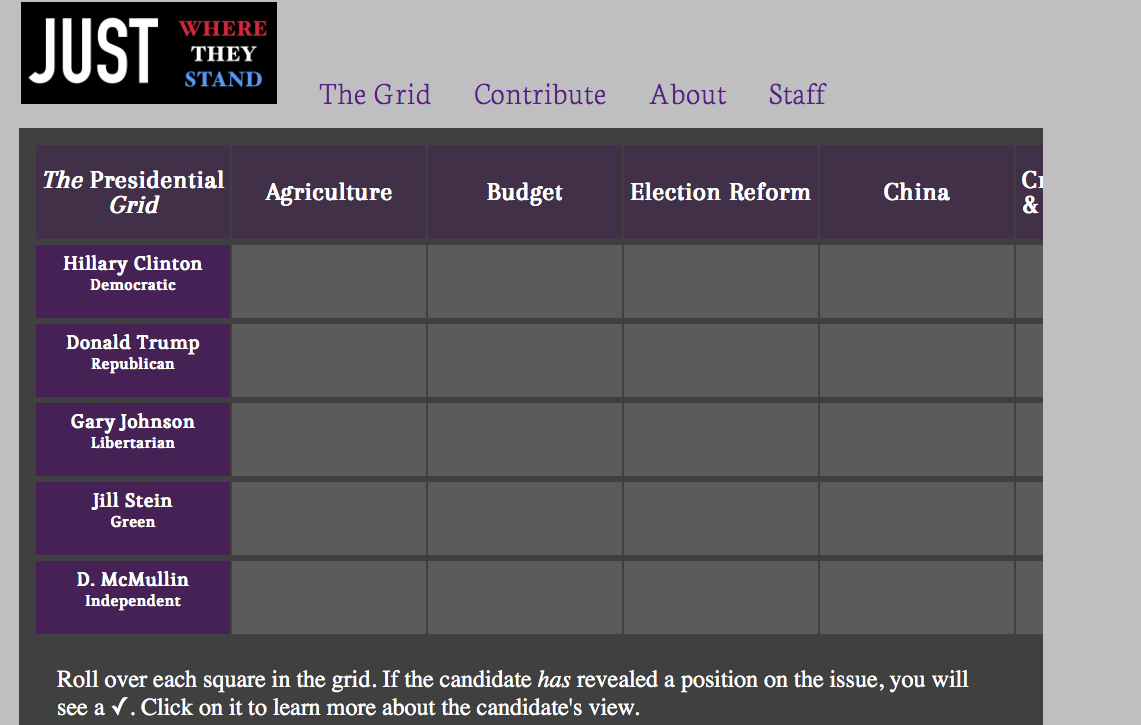 JUST
WHERE
THEY
STAND
The Grid Contribute About Staff
The Presidential
Grid
Agriculture
Budget
Election Reform
China
Hillary Clinton
Democratic
Donald Trump
Republican
Gary Johnson
Libertarian
Jill Stein
Green
D. McMullin
Independent
Roll over each square in the grid. If the candidate has revealed a position on the issue, you will
see a ✓. Click on it to learn more about the candidate's view.